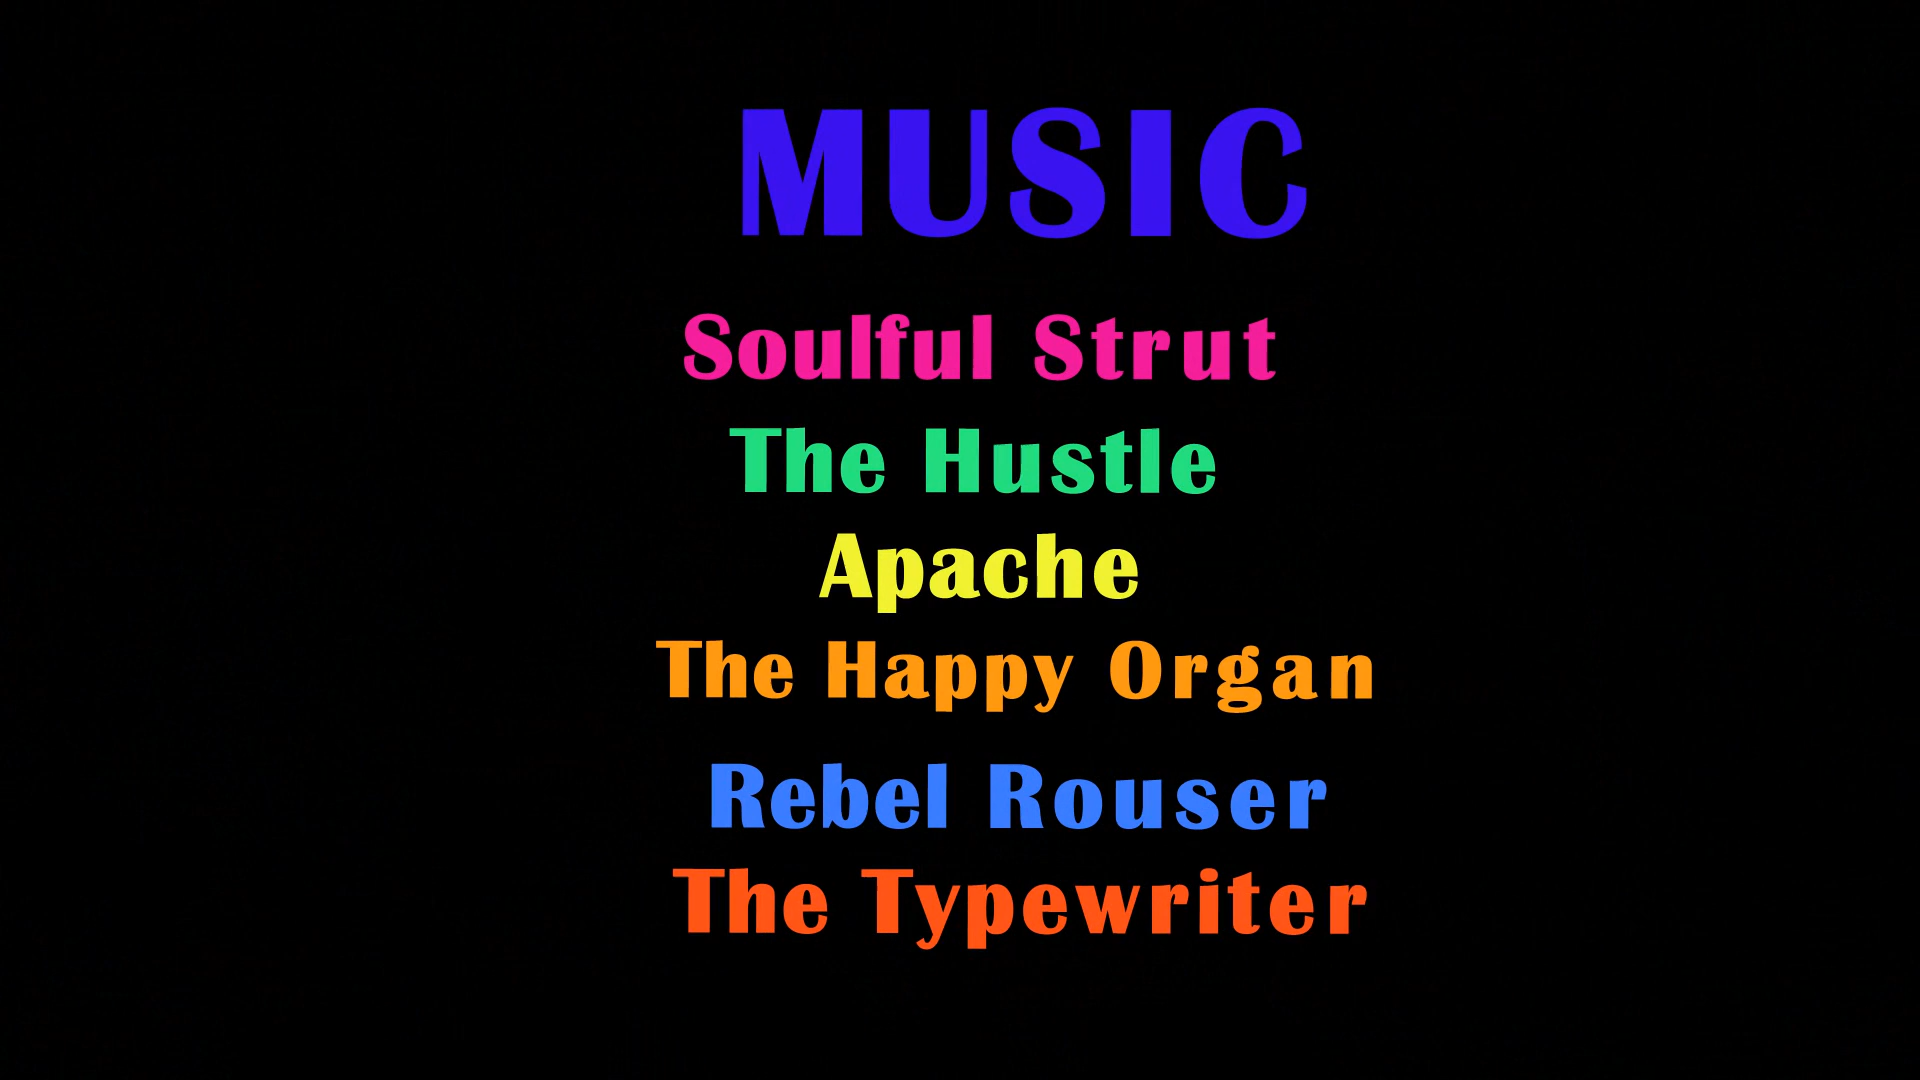 MUSIC
Soulful Strut
The Hustle
Apache
The Happy Organ
Rebel Rouser
The Typewriter